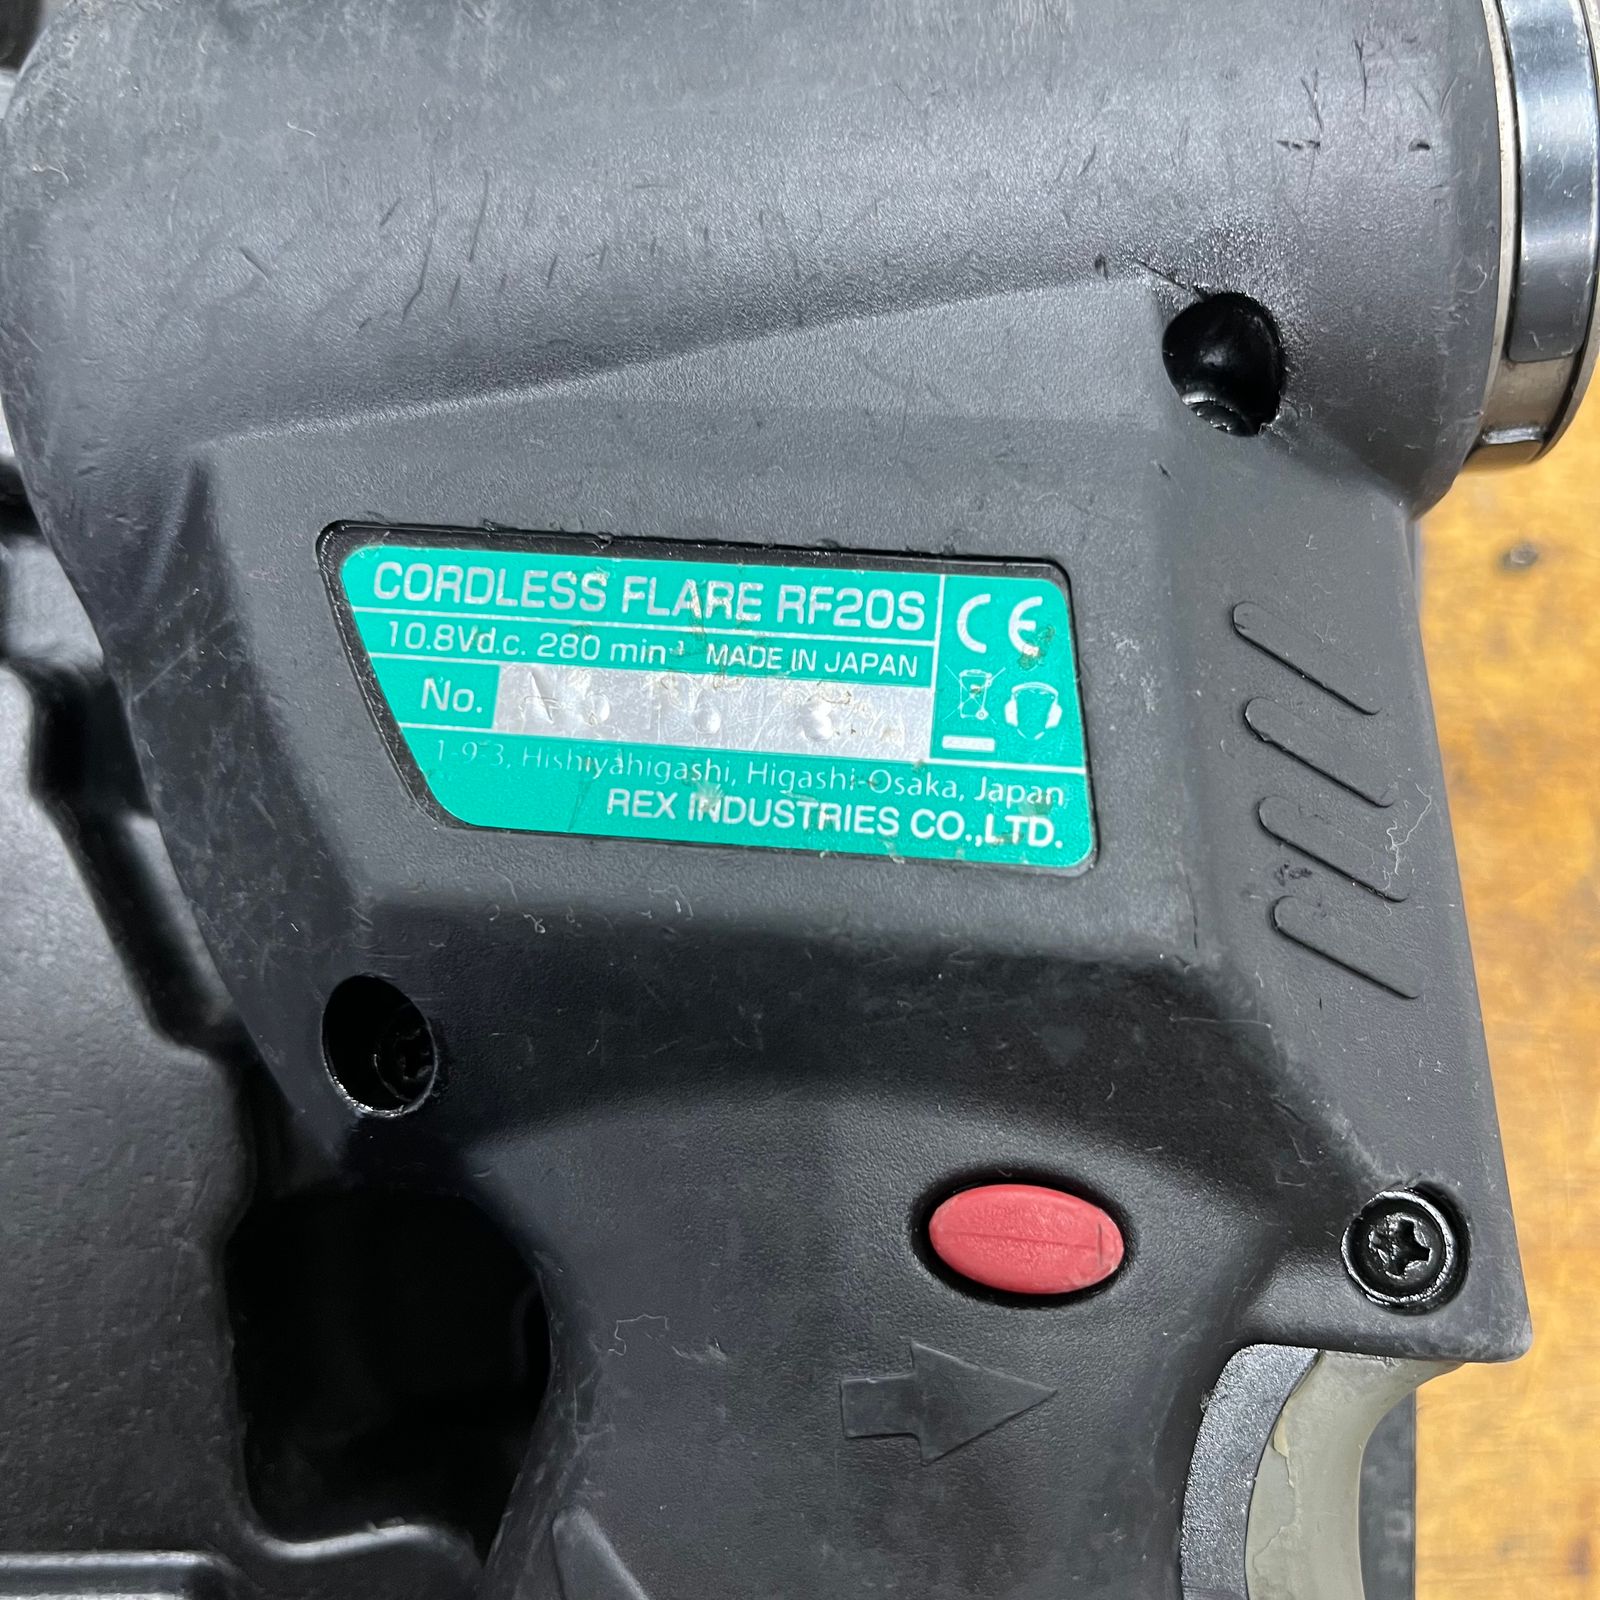 CORDLESS FLARE RF20S
10.8Vd.c. 280 min⁻¹ MADE IN JAPAN
No.
1-9-3, Hishiyahigashi, Higashi-Osaka, Japan
REX INDUSTRIES CO.,LTD.
CE